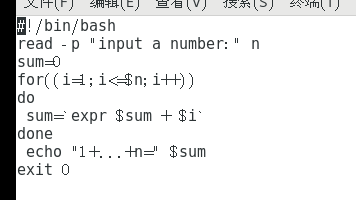 文件(F) 编辑(E) 查看(V) 搜索(S) 终端(T)
#!/bin/bash
read -p "input a number:" n
sum=0
for((i=1;i<=$n;i++))
do
 sum=`expr $sum + $i`
done
 echo "1+...+n=" $sum
exit 0